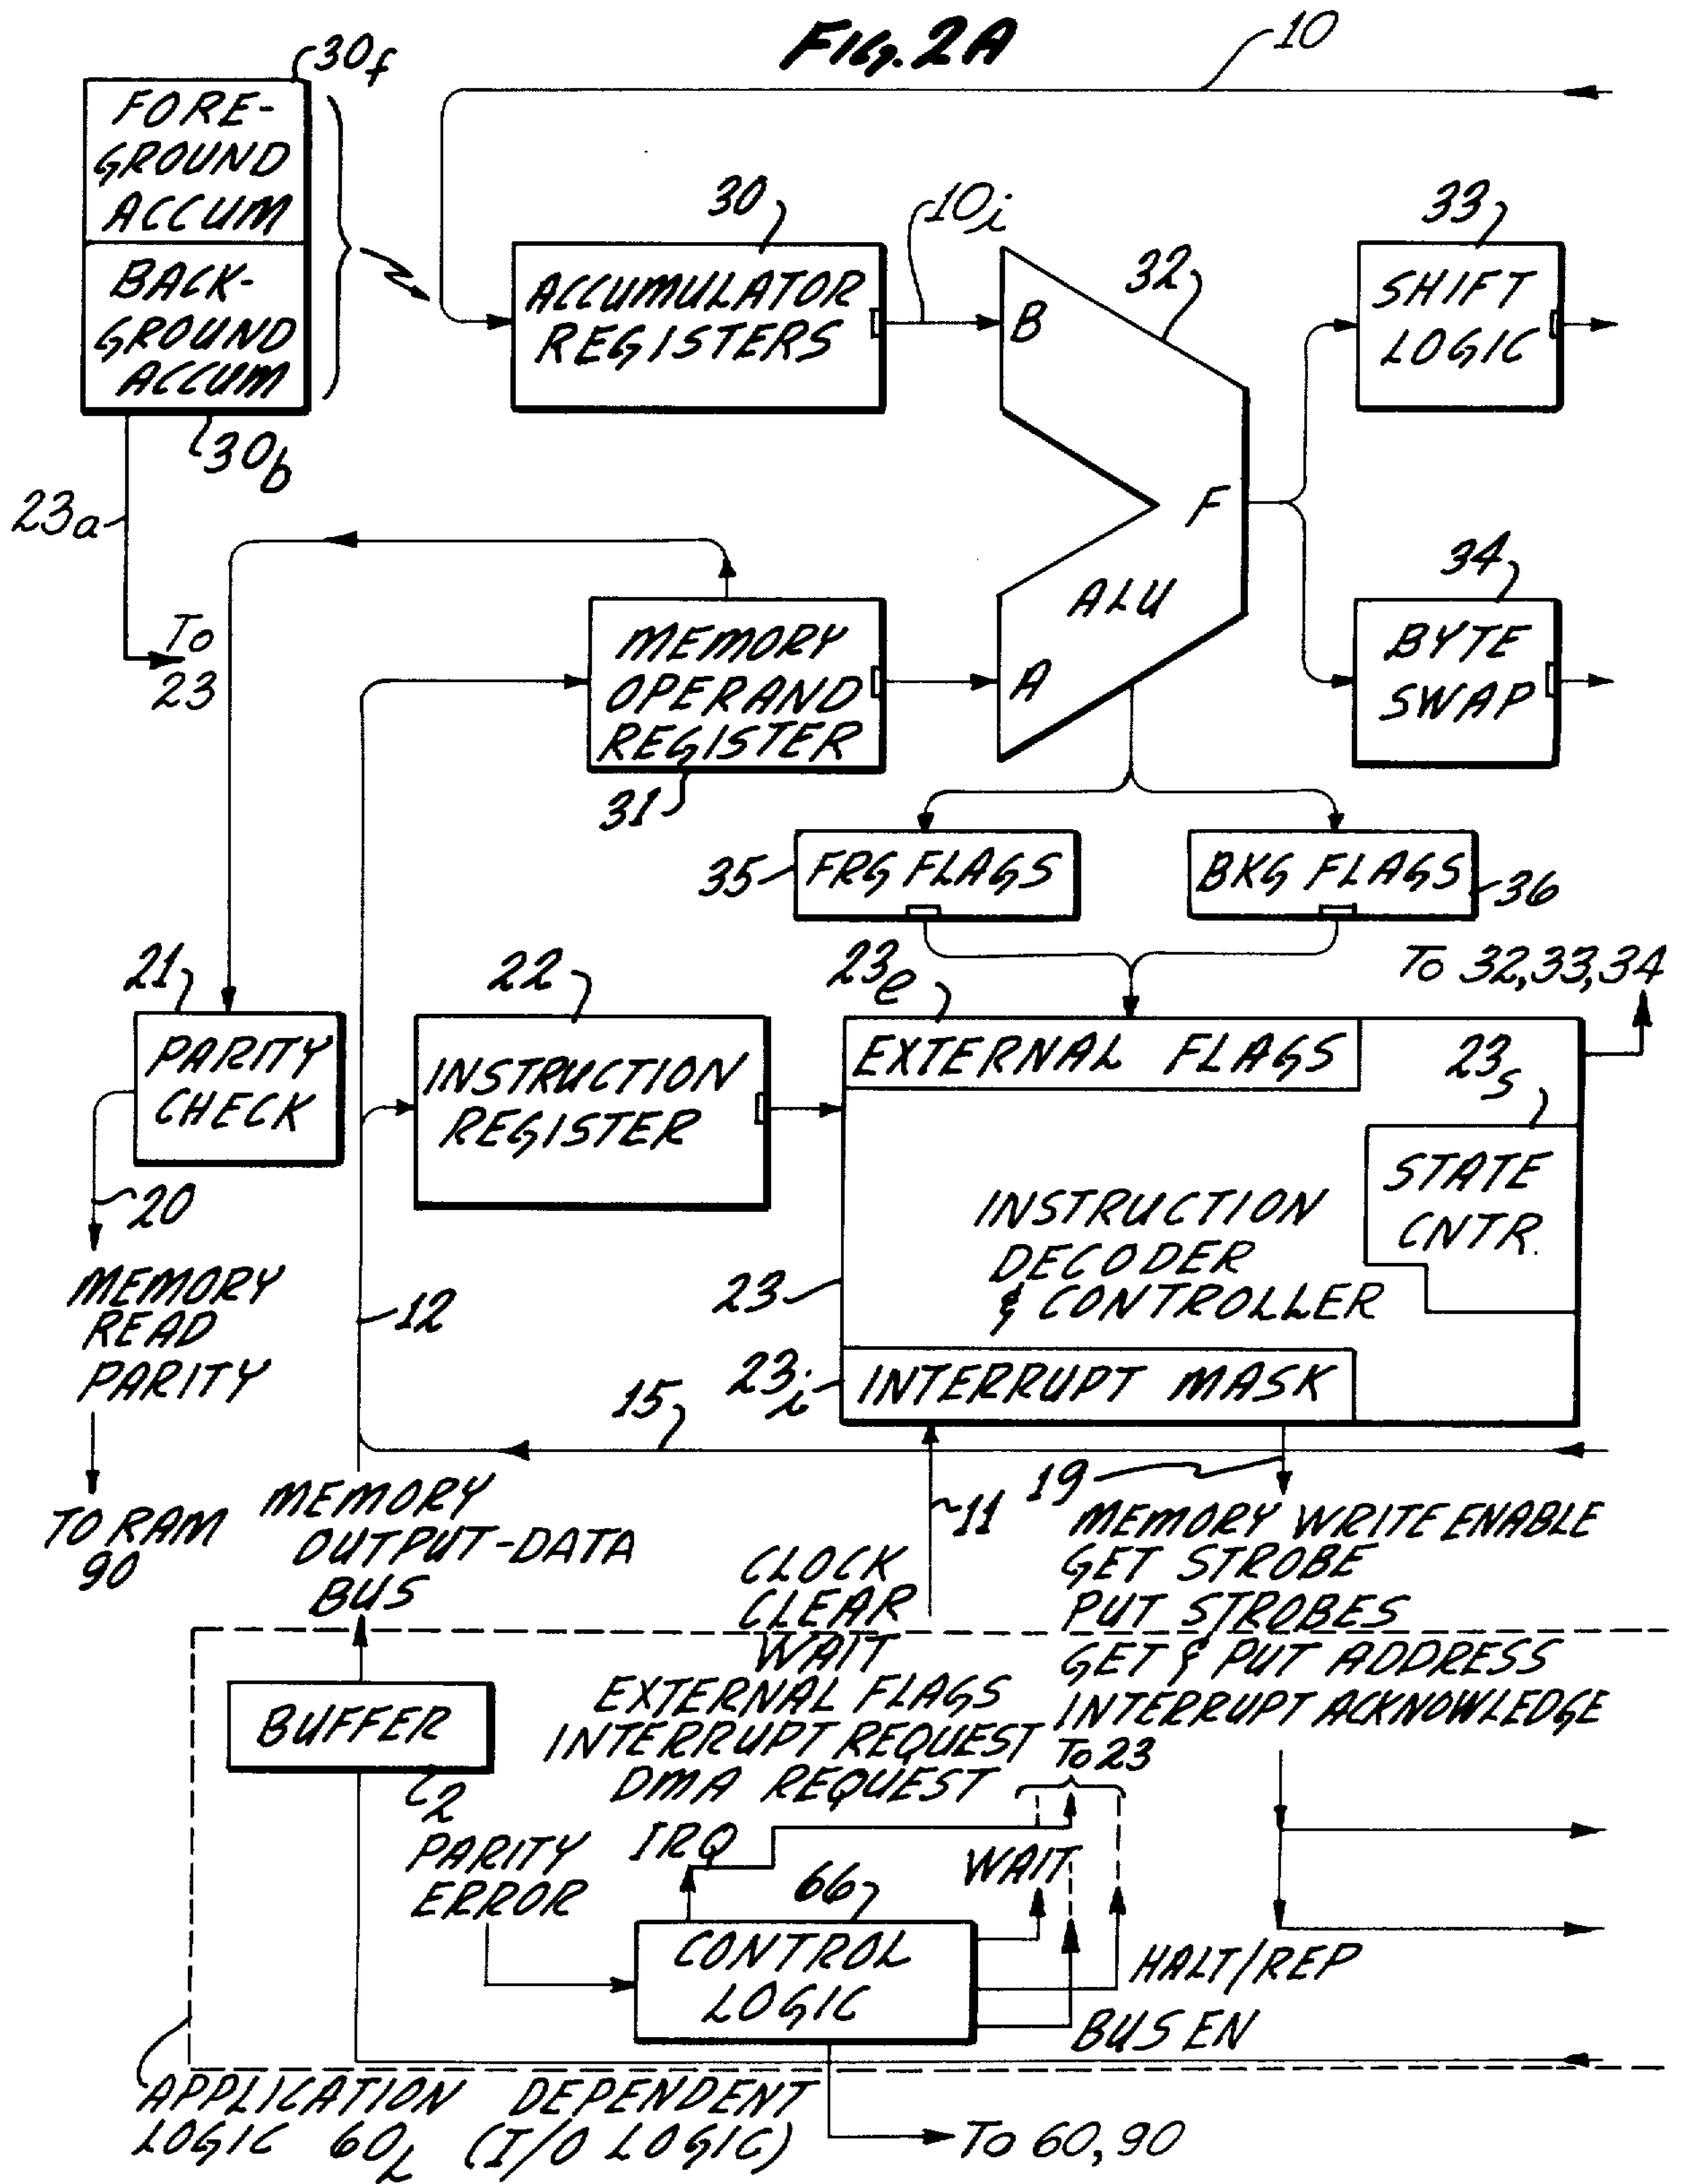 FIG. 2A
10
30f
FORE-
GROUND
ACCUM
BACK-
GROUND
ACCUM
30b
23a
To
23
30
ACCUMULATOR
REGISTERS
10i
B
32
F
ALU
A
33
SHIFT
LOGIC
34
BYTE
SWAP
MEMORY
OPERAND
REGISTER
31
35
FRG FLAGS
BKG FLAGS
36
To 32,33,34
21
PARITY
CHECK
20
MEMORY
READ
PARITY
TO RAM
90
22
INSTRUCTION
REGISTER
12
23e
EXTERNAL FLAGS
23s
STATE
CNTR.
INSTRUCTION
DECODER
& CONTROLLER
23
23i
INTERRUPT MASK
15
19
11
MEMORY
OUTPUT-DATA
BUS
CLOCK
CLEAR
WAIT
EXTERNAL FLAGS
INTERRUPT REQUEST
DMA REQUEST
MEMORY WRITE ENABLE
GET STROBE
PUT STROBES
GET & PUT ADDRESS
INTERRUPT ACKNOWLEDGE
BUFFER
2
To 23
PARITY
ERROR
IRQ
WAIT
66
CONTROL
LOGIC
HALT/REP
BUS EN
APPLICATION DEPENDENT
LOGIC 60L (I/O LOGIC)
To 60,90